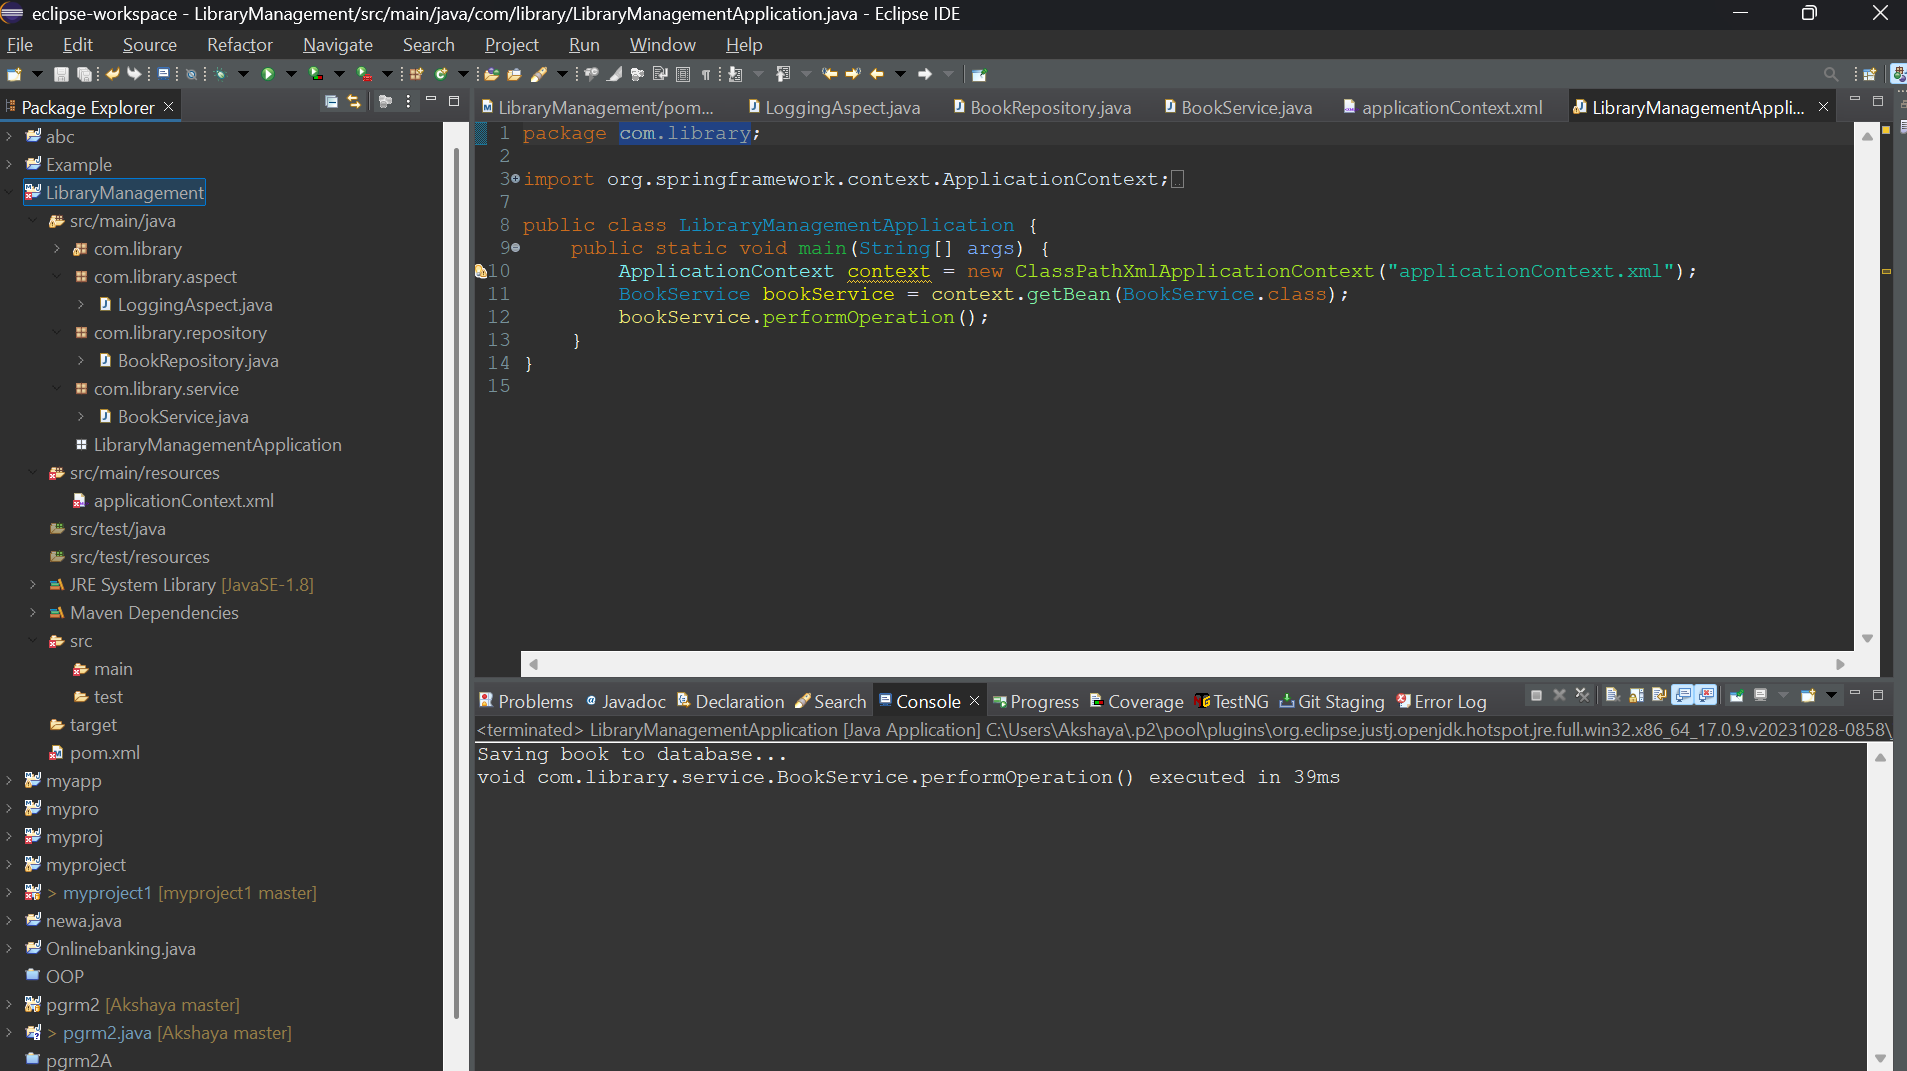 eclipse-workspace - LibraryManagement/src/main/java/com/library/LibraryManagementApplication.java - Eclipse IDE
File Edit Source Refactor Navigate Search Project Run Window Help
Package Explorer
abc
Example
LibraryManagement
src/main/java
com.library
com.library.aspect
LoggingAspect.java
com.library.repository
BookRepository.java
com.library.service
BookService.java
LibraryManagementApplication
src/main/resources
applicationContext.xml
src/test/java
src/test/resources
JRE System Library [JavaSE-1.8]
Maven Dependencies
src
main
test
target
pom.xml
myapp
mypro
myproj
myproject
> myproject1 [myproject1 master]
newa.java
Onlinebanking.java
OOP
pgrm2 [Akshaya master]
> pgrm2.java [Akshaya master]
pgrm2A
LibraryManagement/pom... LoggingAspect.java BookRepository.java BookService.java applicationContext.xml LibraryManagementAppli...
1 package com.library;
2
3 import org.springframework.context.ApplicationContext;
7
8 public class LibraryManagementApplication {
9 public static void main(String[] args) {
10 ApplicationContext context = new ClassPathXmlApplicationContext("applicationContext.xml");
11 BookService bookService = context.getBean(BookService.class);
12 bookService.performOperation();
13 }
14 }
15
Problems Javadoc Declaration Search Console Progress Coverage TestNG Git Staging Error Log
<terminated> LibraryManagementApplication [Java Application] C:\Users\Akshaya\.p2\pool\plugins\org.eclipse.justj.openjdk.hotspot.jre.full.win32.x86_64_17.0.9.v20231028-0858\
Saving book to database...
void com.library.service.BookService.performOperation() executed in 39ms